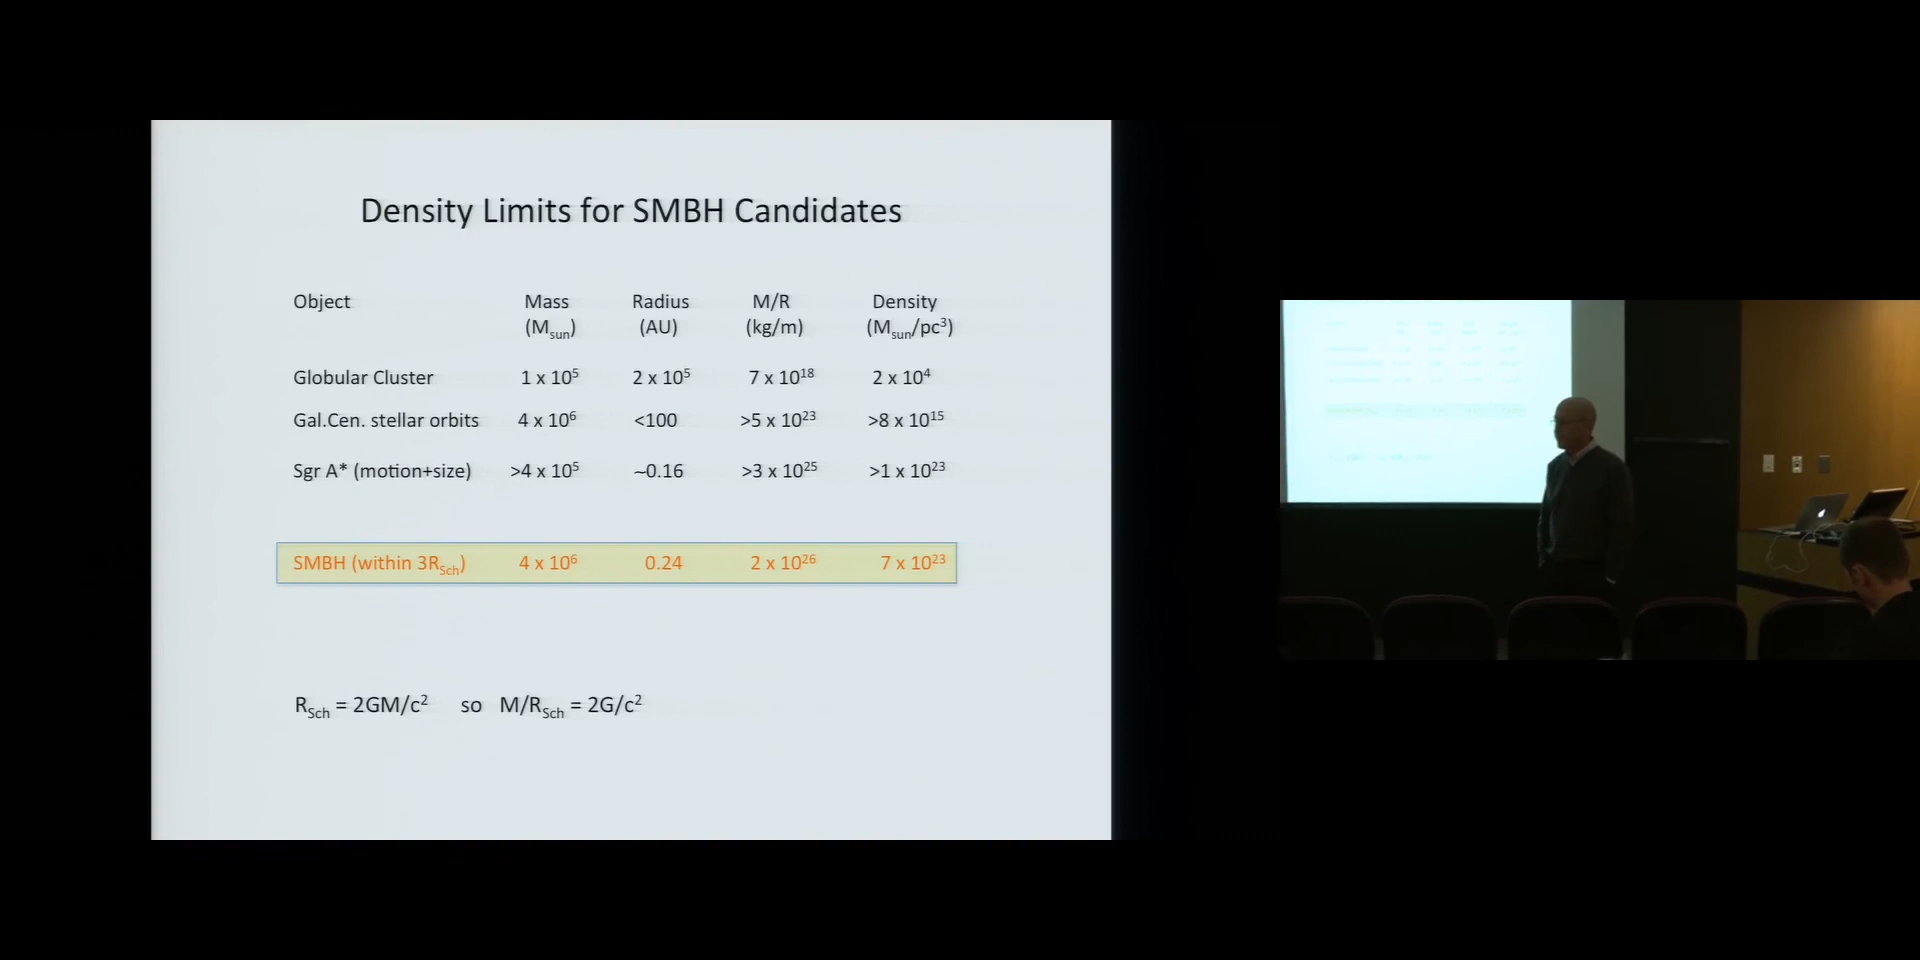 Density Limits for SMBH Candidates
Object Mass Radius M/R Density
(Msun) (AU) (kg/m) (Msun/pc³)
Globular Cluster 1 x 10⁵ 2 x 10⁵ 7 x 10¹⁸ 2 x 10⁴
Gal.Cen. stellar orbits 4 x 10⁶ <100 >5 x 10²³ >8 x 10¹⁵
Sgr A* (motion+size) >4 x 10⁵ ~0.16 >3 x 10²⁵ >1 x 10²³
SMBH (within 3RSch) 4 x 10⁶ 0.24 2 x 10²⁶ 7 x 10²³
RSch = 2GM/c² so M/RSch = 2G/c²